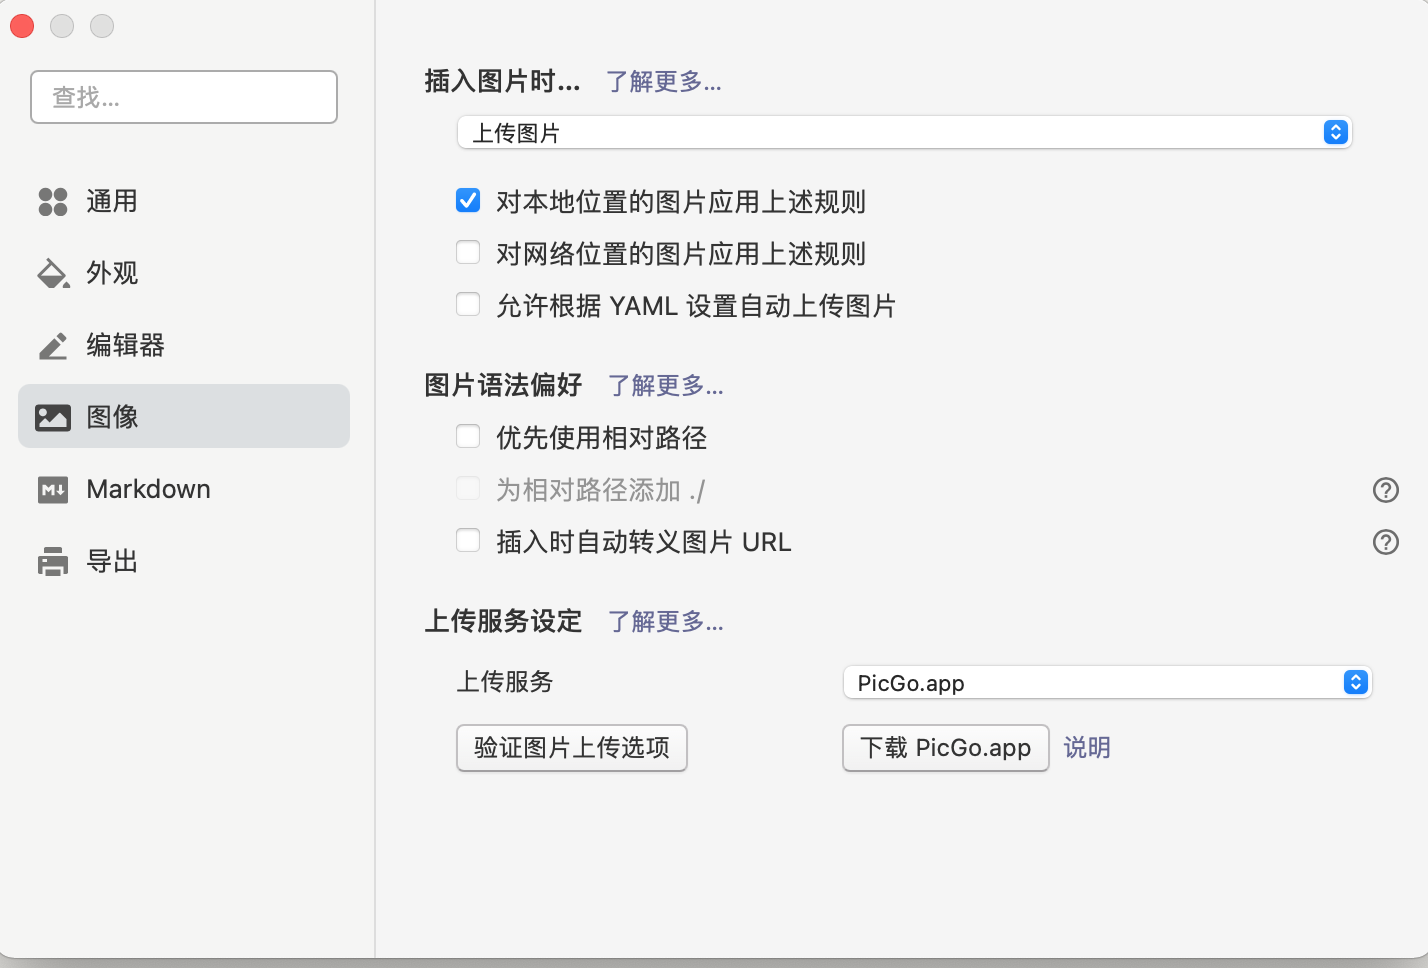 查找...
通用
外观
编辑器
图像
Markdown
导出
插入图片时... 了解更多...
上传图片
对本地位置的图片应用上述规则
对网络位置的图片应用上述规则
允许根据 YAML 设置自动上传图片
图片语法偏好 了解更多...
优先使用相对路径
为相对路径添加 ./
插入时自动转义图片 URL
上传服务设定 了解更多...
上传服务 PicGo.app
验证图片上传选项 下载 PicGo.app 说明